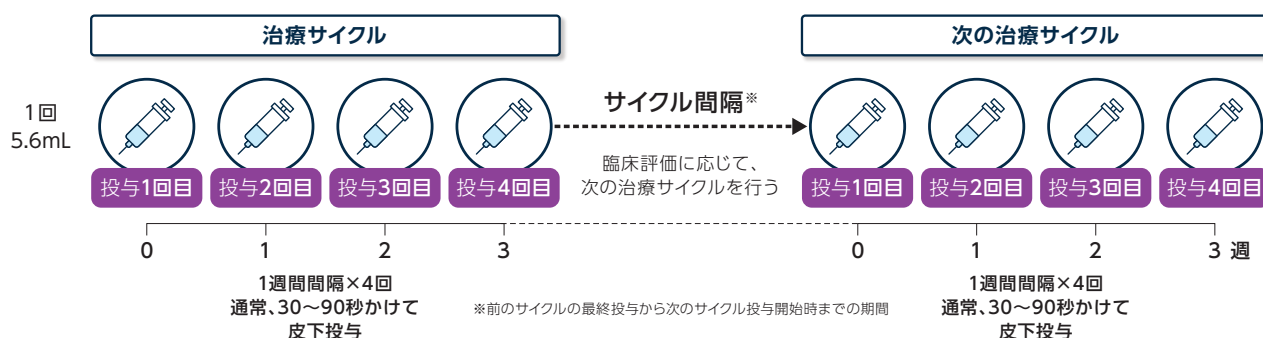 治療サイクル
次の治療サイクル
1回
5.6mL
サイクル間隔※
臨床評価に応じて、
次の治療サイクルを行う
投与1回目
投与2回目
投与3回目
投与4回目
投与1回目
投与2回目
投与3回目
投与4回目
0
1
2
3
0
1
2
3 週
1週間間隔×4回
通常、30～90秒かけて
皮下投与
※前のサイクルの最終投与から次のサイクル投与開始時までの期間
1週間間隔×4回
通常、30～90秒かけて
皮下投与